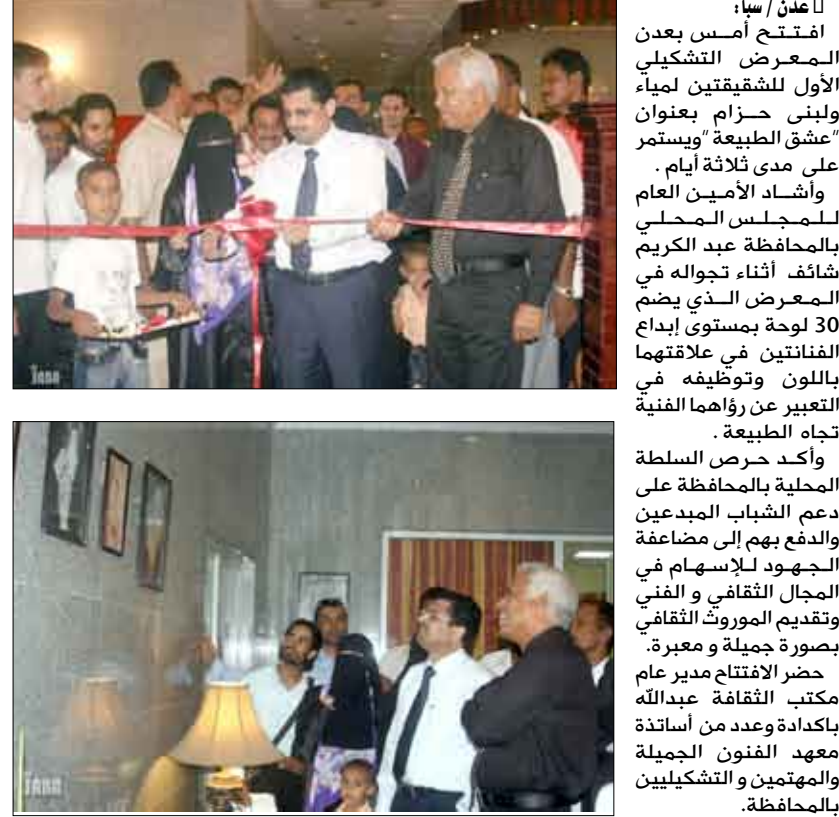 عدن / سبأ:
افتتح أمس بعدن
المعرض التشكيلي
الأول للشقيقتين لمياء
ولبنى حزام بعنوان
"عشق الطبيعة "ويستمر
على مدى ثلاثة أيام .
وأشاد الأمين العام
للمجلس المحلي
بالمحافظة عبد الكريم
شائف أثناء تجواله في
المعرض الذي يضم
30 لوحة بمستوى إبداع
الفنانتين في علاقتهما
باللون وتوظيفه في
التعبير عن رؤاهما الفنية
تجاه الطبيعة .
وأكد حرص السلطة
المحلية بالمحافظة على
دعم الشباب المبدعين
والدفع بهم إلى مضاعفة
الجهود للإسهام في
المجال الثقافي و الفني
وتقديم الموروث الثقافي
بصورة جميلة و معبرة.
حضر الافتتاح مدير عام
مكتب الثقافة عبدالله
باكدادة وعدد من أساتذة
معهد الفنون الجميلة
والمهتمين و التشكيليين
بالمحافظة.